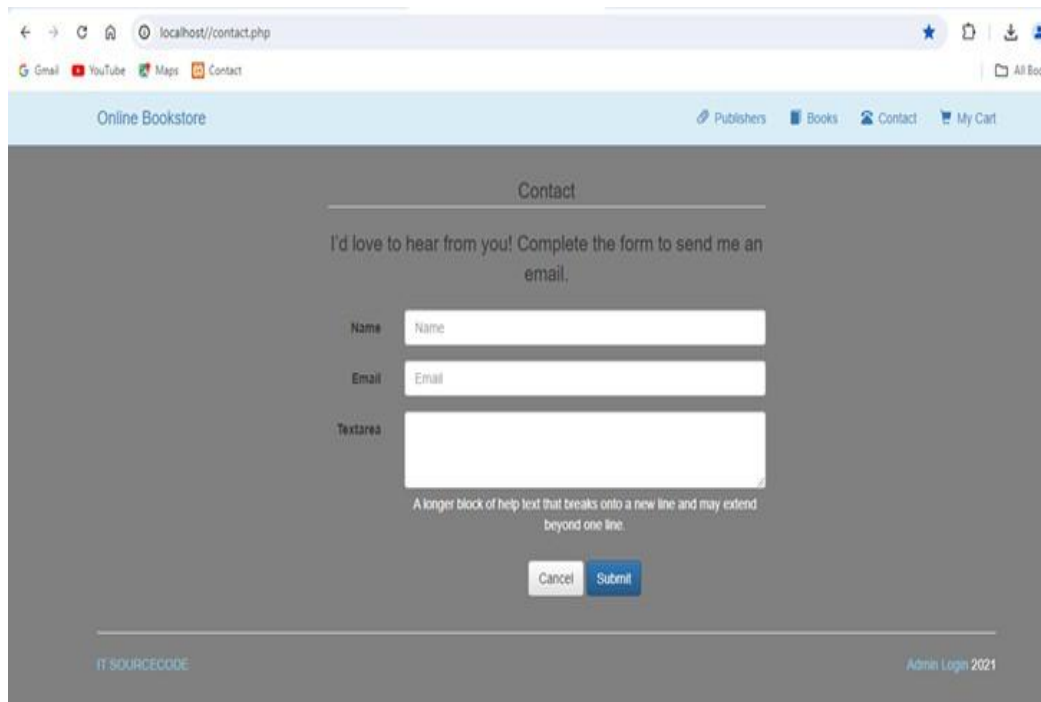 localhost//contact.php
Gmail YouTube Maps Contact All Boo
Online Bookstore Publishers Books Contact My Cart
Contact
I'd love to hear from you! Complete the form to send me an
email.
Name Name
Email Email
Textarea
A longer block of help text that breaks onto a new line and may extend
beyond one line.
Cancel Submit
IT SOURCECODE Admin Login 2021